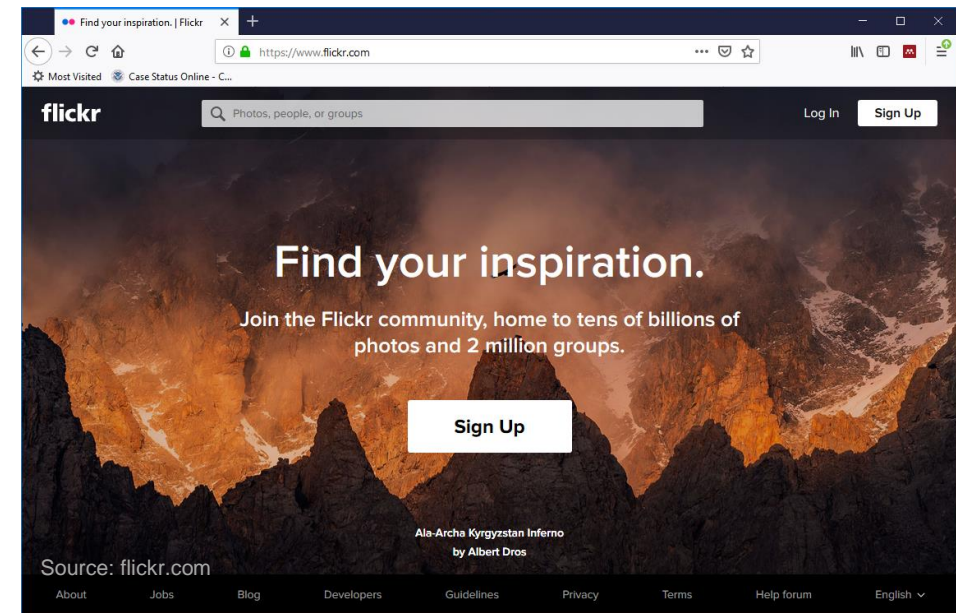 Find your inspiration. | Flickr
https://www.flickr.com
Most Visited Case Status Online - C...
flickr Photos, people, or groups Log In Sign Up
Find your inspiration.
Join the Flickr community, home to tens of billions of
photos and 2 million groups.
Sign Up
Ala-Archa Kyrgyzstan Inferno
by Albert Dros
Source: flickr.com
About Jobs Blog Developers Guidelines Privacy Terms Help forum English